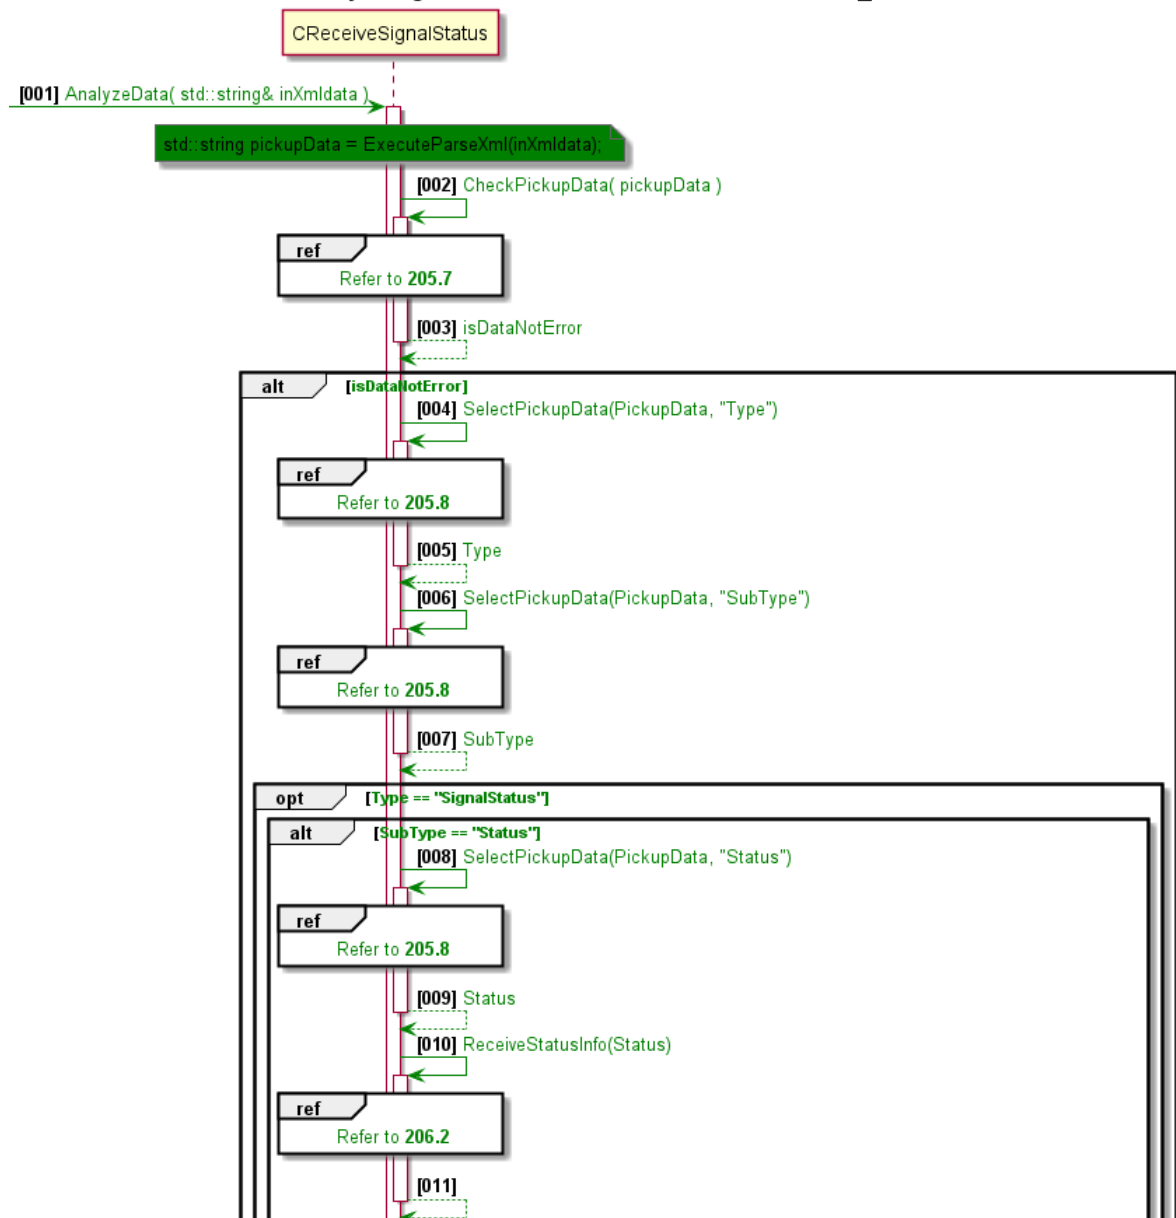 CReceiveSignalStatus
[001] AnalyzeData( std::string& inXmldata )
std::string pickupData = ExecuteParseXml(inXmldata);
[002] CheckPickupData( pickupData )
ref
Refer to 205.7
[003] isDataNotError
alt [isDataNotError]
[004] SelectPickupData(PickupData, "Type")
ref
Refer to 205.8
[005] Type
[006] SelectPickupData(PickupData, "SubType")
ref
Refer to 205.8
[007] SubType
opt [Type == "SignalStatus"]
alt [SubType == "Status"]
[008] SelectPickupData(PickupData, "Status")
ref
Refer to 205.8
[009] Status
[010] ReceiveStatusInfo(Status)
ref
Refer to 206.2
[011]